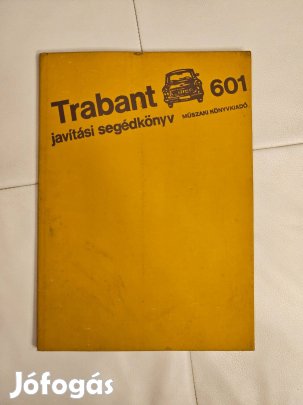 Trabant 601
javítási segédkönyv MŰSZAKI KÖNYVKIADÓ
Jófogás